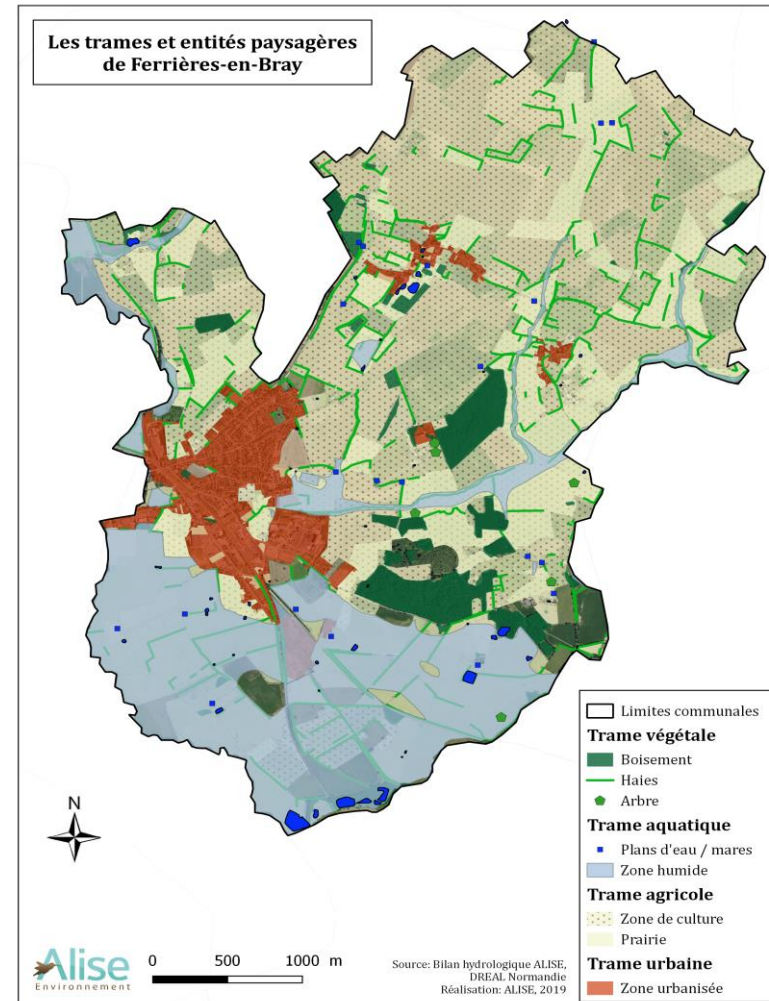 Les trames et entités paysagères
de Ferrières-en-Bray
Limites communales
Trame végétale
Boisement
Haies
Arbre
Trame aquatique
Plans d'eau / mares
Zone humide
Trame agricole
Zone de culture
Prairie
Trame urbaine
Zone urbanisée
N
Alise
Environnement
0 500 1000 m
Source: Bilan hydrologique ALISE,
DREAL Normandie
Réalisation: ALISE, 2019